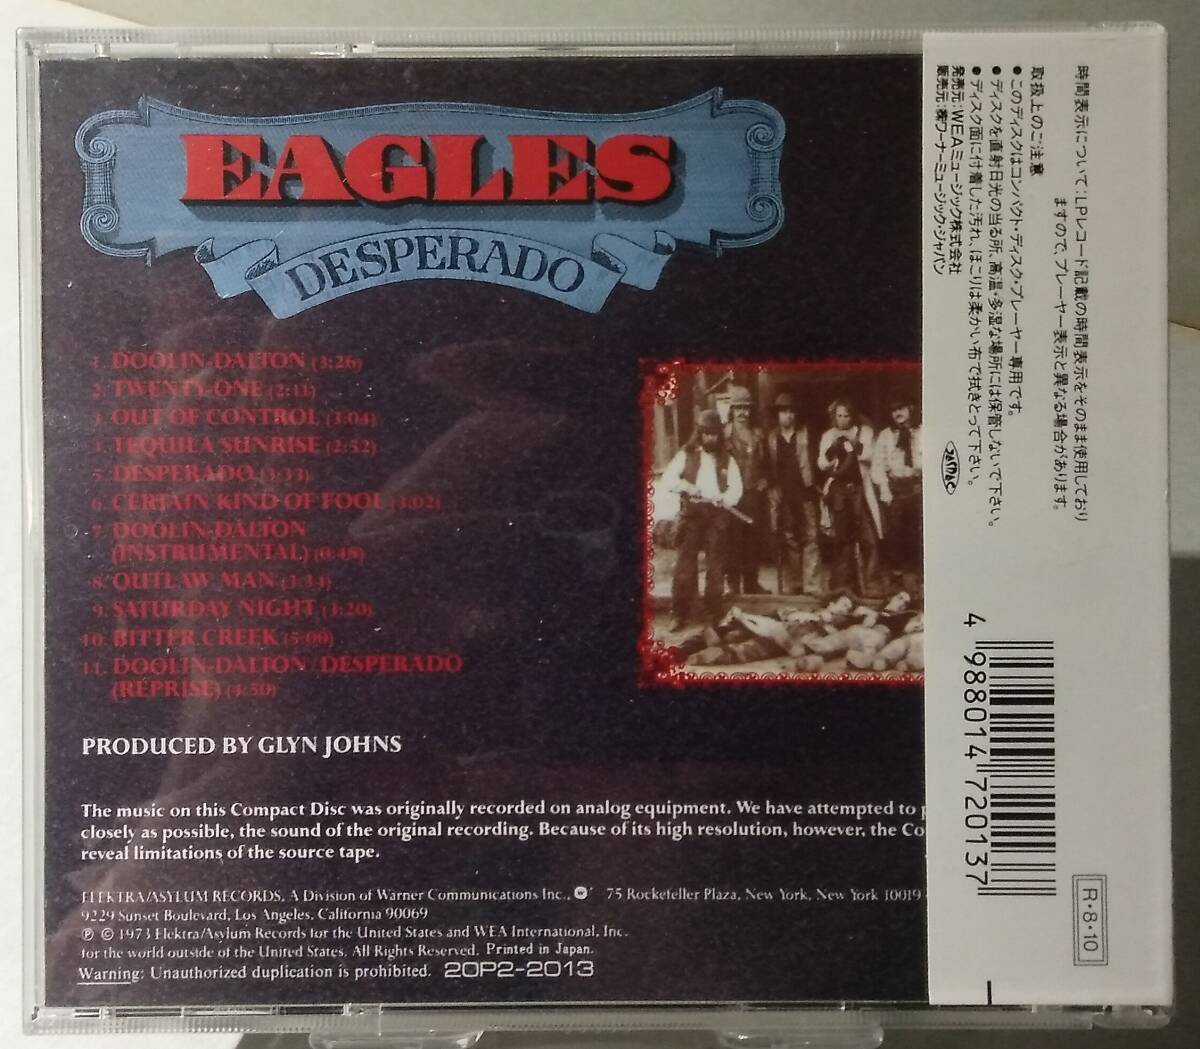 EAGLES
DESPERADO
1. DOOLIN-DALTON (3:26)
2. TWENTY-ONE (2:11)
3. OUT OF CONTROL (3:04)
4. TEQUILA SUNRISE (2:52)
5. DESPERADO (3:33)
6. CERTAIN KIND OF FOOL (3:02)
7. DOOLIN-DALTON
(INSTRUMENTAL) (0:48)
8. OUTLAW MAN (3:34)
9. SATURDAY NIGHT (3:20)
10. BITTER CREEK (5:00)
11. DOOLIN-DALTON/DESPERADO
(REPRISE) (4:50)
PRODUCED BY GLYN JOHNS
The music on this Compact Disc was originally recorded on analog equipment. We have attempted to
closely as possible, the sound of the original recording. Because of its high resolution, however, the Co
reveal limitations of the source tape.
ELEKTRA/ASYLUM RECORDS, A Division of Warner Communications Inc., 75 Rockefeller Plaza, New York, New York 10019
9229 Sunset Boulevard, Los Angeles, California 90069
℗ © 1973 Elektra/Asylum Records for the United States and WEA International, Inc.
for the world outside of the United States. All Rights Reserved. Printed in Japan.
Warning: Unauthorized duplication is prohibited. 20P2-2013
時間表示について:LPレコード記載の時間表示をそのまま使用しており
ますので、プレーヤー表示と異なる場合があります。
取扱上のご注意
●このディスクはコンパクト・ディスク・プレーヤー専用です。
●ディスクを直射日光の当る所、高温・多湿な場所には保管しないで下さい。
●ディスク面に付着した汚れ、ほこりは柔かい布で拭きとって下さい。
発売元:WEAミュージック株式会社
販売元:㈱ワーナーミュージック・ジャパン
JASRAC
4 988014 720137
R・8・10